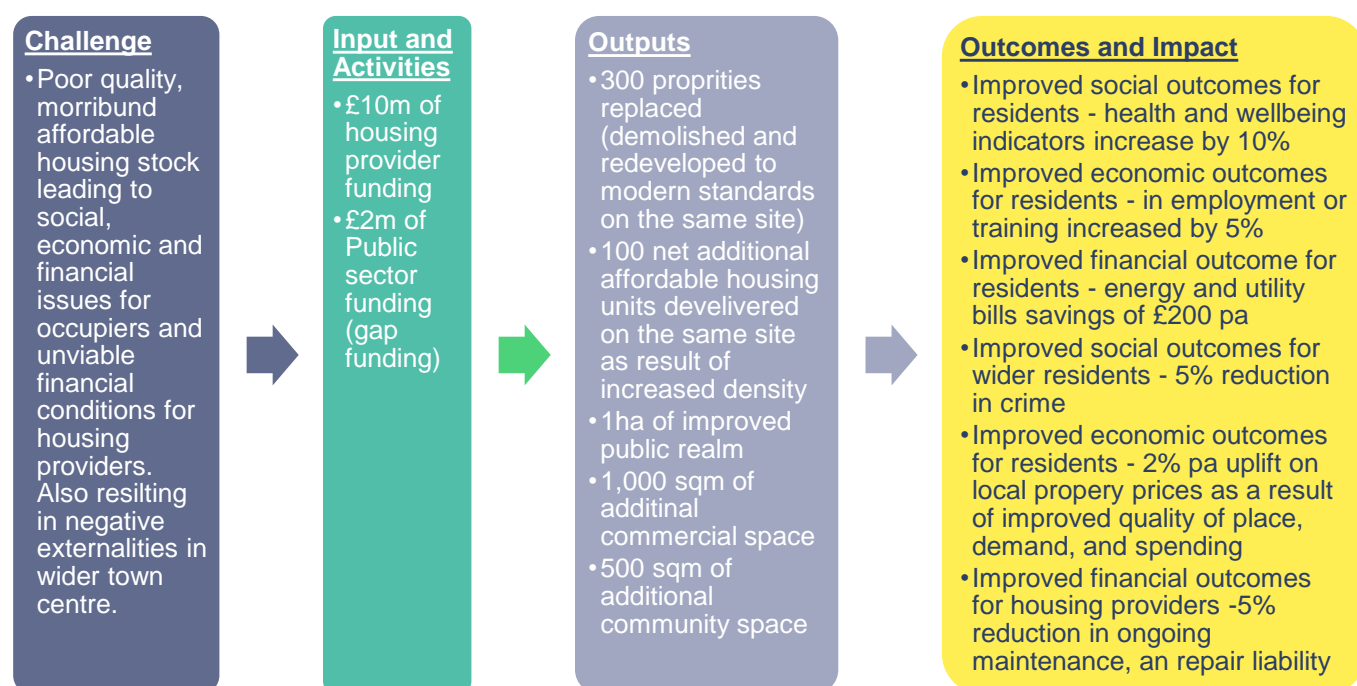 Challenge
•Poor quality,
morribund
affordable
housing stock
leading to
social,
economic and
financial
issues for
occupiers and
unviable
financial
conditions for
housing
providers.
Also resilting
in negative
externalities in
wider town
centre.
Input and
Activities
•£10m of
housing
provider
funding
•£2m of
Public
sector
funding
(gap
funding)
Outputs
•300 proprities
replaced
(demolished and
redeveloped to
modern standards
on the same site)
•100 net additional
affordable housing
units develivered
on the same site
as result of
increased density
•1ha of improved
public realm
•1,000 sqm of
additinal
commercial space
•500 sqm of
additional
community space
Outcomes and Impact
•Improved social outcomes for
residents - health and wellbeing
indicators increase by 10%
•Improved economic outcomes
for residents - in employment or
training increased by 5%
•Improved financial outcome for
residents - energy and utility
bills savings of £200 pa
•Improved social outcomes for
wider residents - 5% reduction
in crime
•Improved economic outcomes
for residents - 2% pa uplift on
local propery prices as a result
of improved quality of place,
demand, and spending
•Improved financial outcomes
for housing providers -5%
reduction in ongoing
maintenance, an repair liability